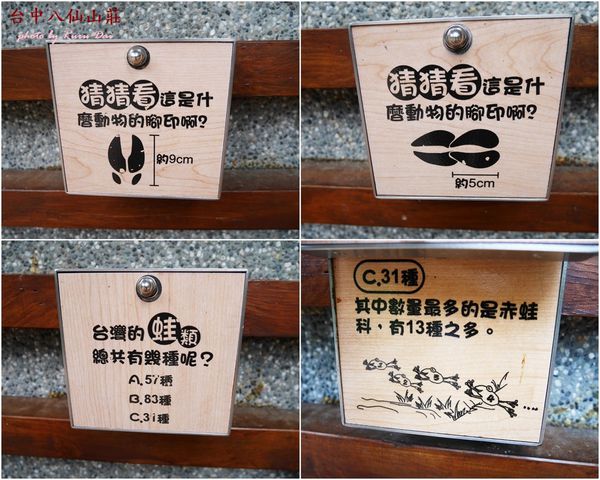 台中八仙山莊
photo by Kuru Dai
猜猜看這是什
麼動物的腳印啊?
約9cm
猜猜看這是什
麼動物的腳印啊?
約5cm
台灣的蛙類
總共有幾種呢?
A.57種
B.83種
C.31種
C.31種
其中數量最多的是赤蛙
科,有13種之多。